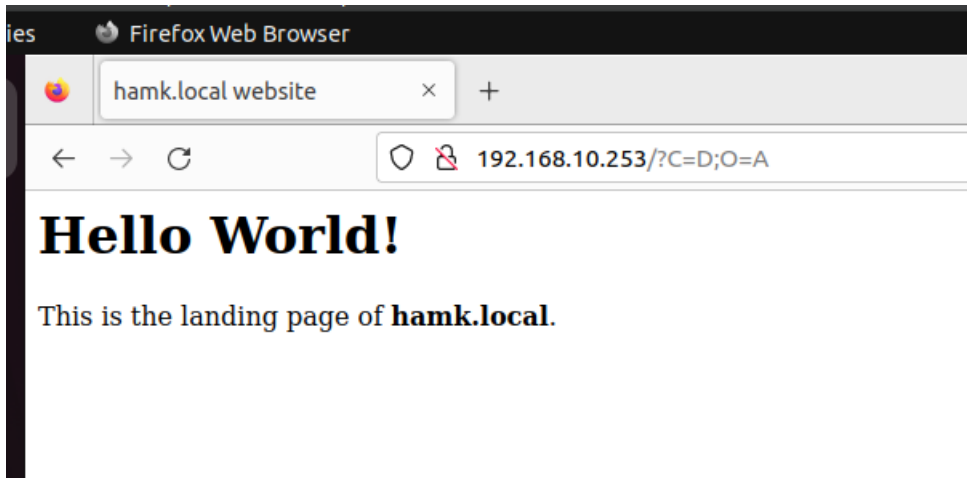 ies Firefox Web Browser
hamk.local website
192.168.10.253/?C=D;O=A
Hello World!
This is the landing page of hamk.local.